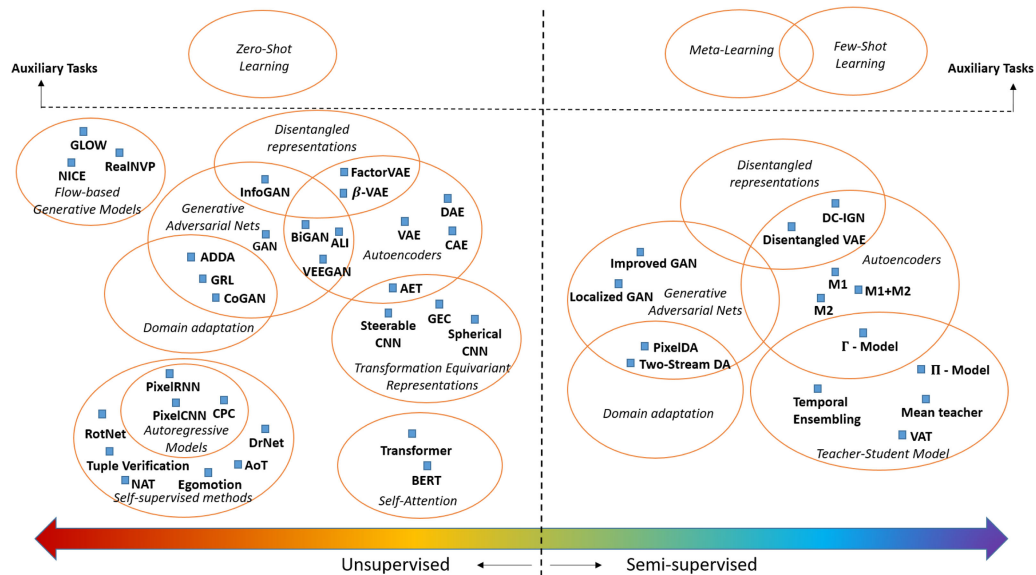 Zero-Shot
Learning
Meta-Learning
Few-Shot
Learning
Auxiliary Tasks
Auxiliary Tasks
GLOW
RealNVP
NICE
Flow-based
Generative Models
Disentangled
representations
FactorVAE
InfoGAN
β-VAE
Generative
Adversarial Nets
GAN
BiGAN
ALI
VEEGAN
VAE
DAE
CAE
Autoencoders
ADDA
GRL
CoGAN
Domain adaptation
AET
GEC
Steerable
CNN
Spherical
CNN
Transformation Equivariant
Representations
PixelRNN
PixelCNN
CPC
Autoregressive
Models
RotNet
DrNet
Tuple Verification
AoT
NAT
Egomotion
Self-supervised methods
Transformer
BERT
Self-Attention
Disentangled
representations
DC-IGN
Disentangled VAE
Autoencoders
M1
M1+M2
M2
Improved GAN
Localized GAN
Generative
Adversarial Nets
PixelDA
Two-Stream DA
Domain adaptation
Γ - Model
Π - Model
Temporal
Ensembling
Mean teacher
VAT
Teacher-Student Model
Unsupervised
Semi-supervised